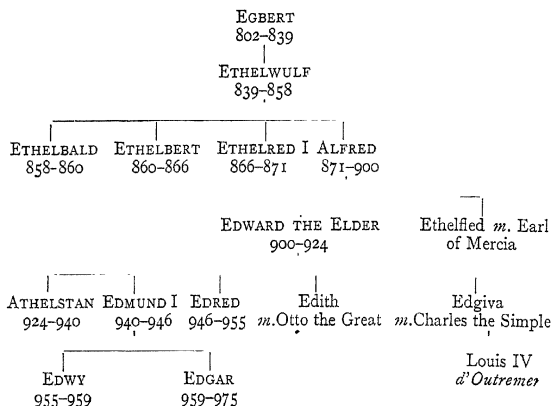 EGBERT
802–839
ETHELWULF
839–858
ETHELBALD ETHELBERT ETHELRED I ALFRED
858–860 860–866 866–871 871–900
EDWARD THE ELDER Ethelfled m. Earl
900–924 of Mercia
ATHELSTAN EDMUND I EDRED Edith Edgiva
924–940 940–946 946–955 m.Otto the Great m.Charles the Simple
EDWY EDGAR Louis IV
955–959 959–975 d'Outremer